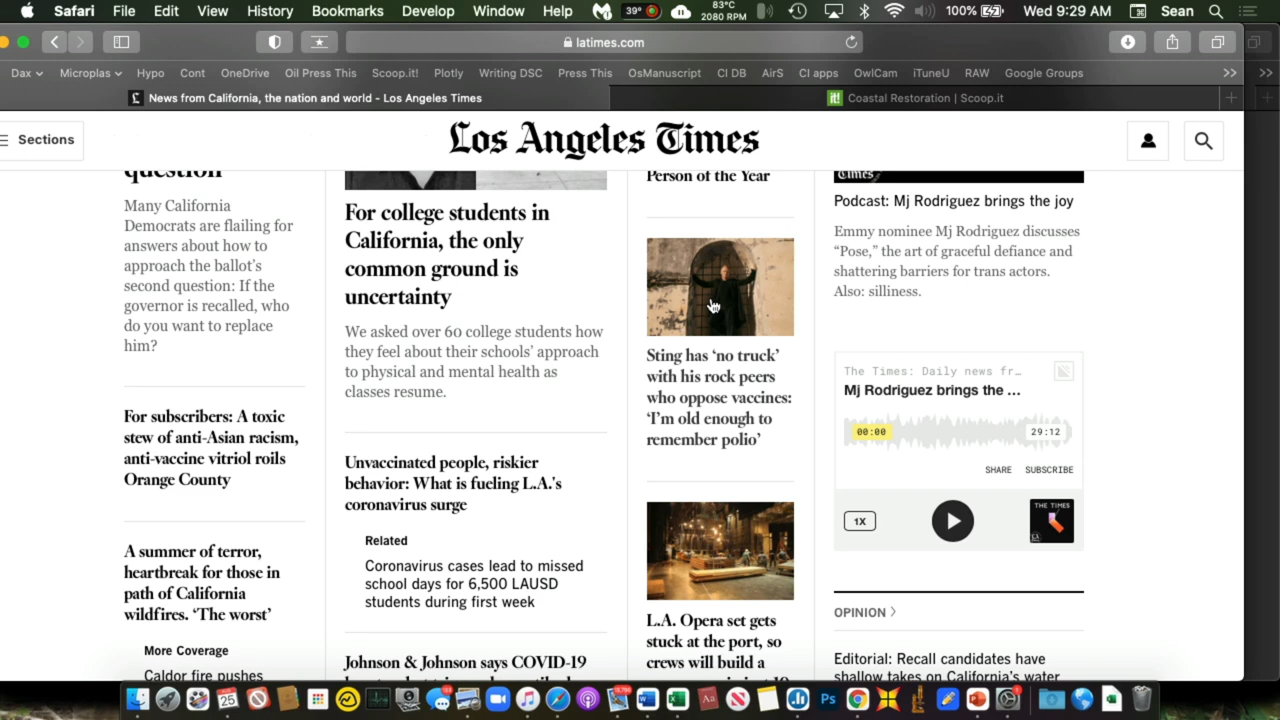 Safari File Edit View History Bookmarks Develop Window Help 39° 83°C 2080 RPM 100% Wed 9:29 AM Sean
latimes.com
Dax Microplas Hypo Cont OneDrive Oil Press This Scoop.it! Plotly Writing DSC Press This OsManuscript CI DB AirS CI apps OwlCam iTuneU RAW Google Groups
News from California, the nation and world - Los Angeles Times
it! Coastal Restoration | Scoop.it
Sections
Los Angeles Times
question
Many California
Democrats are flailing for
answers about how to
approach the ballot's
second question: If the
governor is recalled, who
do you want to replace
him?
For subscribers: A toxic
stew of anti-Asian racism,
anti-vaccine vitriol roils
Orange County
A summer of terror,
heartbreak for those in
path of California
wildfires. 'The worst'
More Coverage
Caldor fire pushes
For college students in
California, the only
common ground is
uncertainty
We asked over 60 college students how
they feel about their schools' approach
to physical and mental health as
classes resume.
Unvaccinated people, riskier
behavior: What is fueling L.A.'s
coronavirus surge
Related
Coronavirus cases lead to missed
school days for 6,500 LAUSD
students during first week
Johnson & Johnson says COVID-19
Person of the Year
Sting has 'no truck'
with his rock peers
who oppose vaccines:
'I'm old enough to
remember polio'
L.A. Opera set gets
stuck at the port, so
crews will build a
Times
Podcast: Mj Rodriguez brings the joy
Emmy nominee Mj Rodriguez discusses
"Pose," the art of graceful defiance and
shattering barriers for trans actors.
Also: silliness.
The Times: Daily news fr…
Mj Rodriguez brings the ...
00:00 29:12
SHARE SUBSCRIBE
1X
THE TIMES
OPINION
Editorial: Recall candidates have
shallow takes on California's water
25